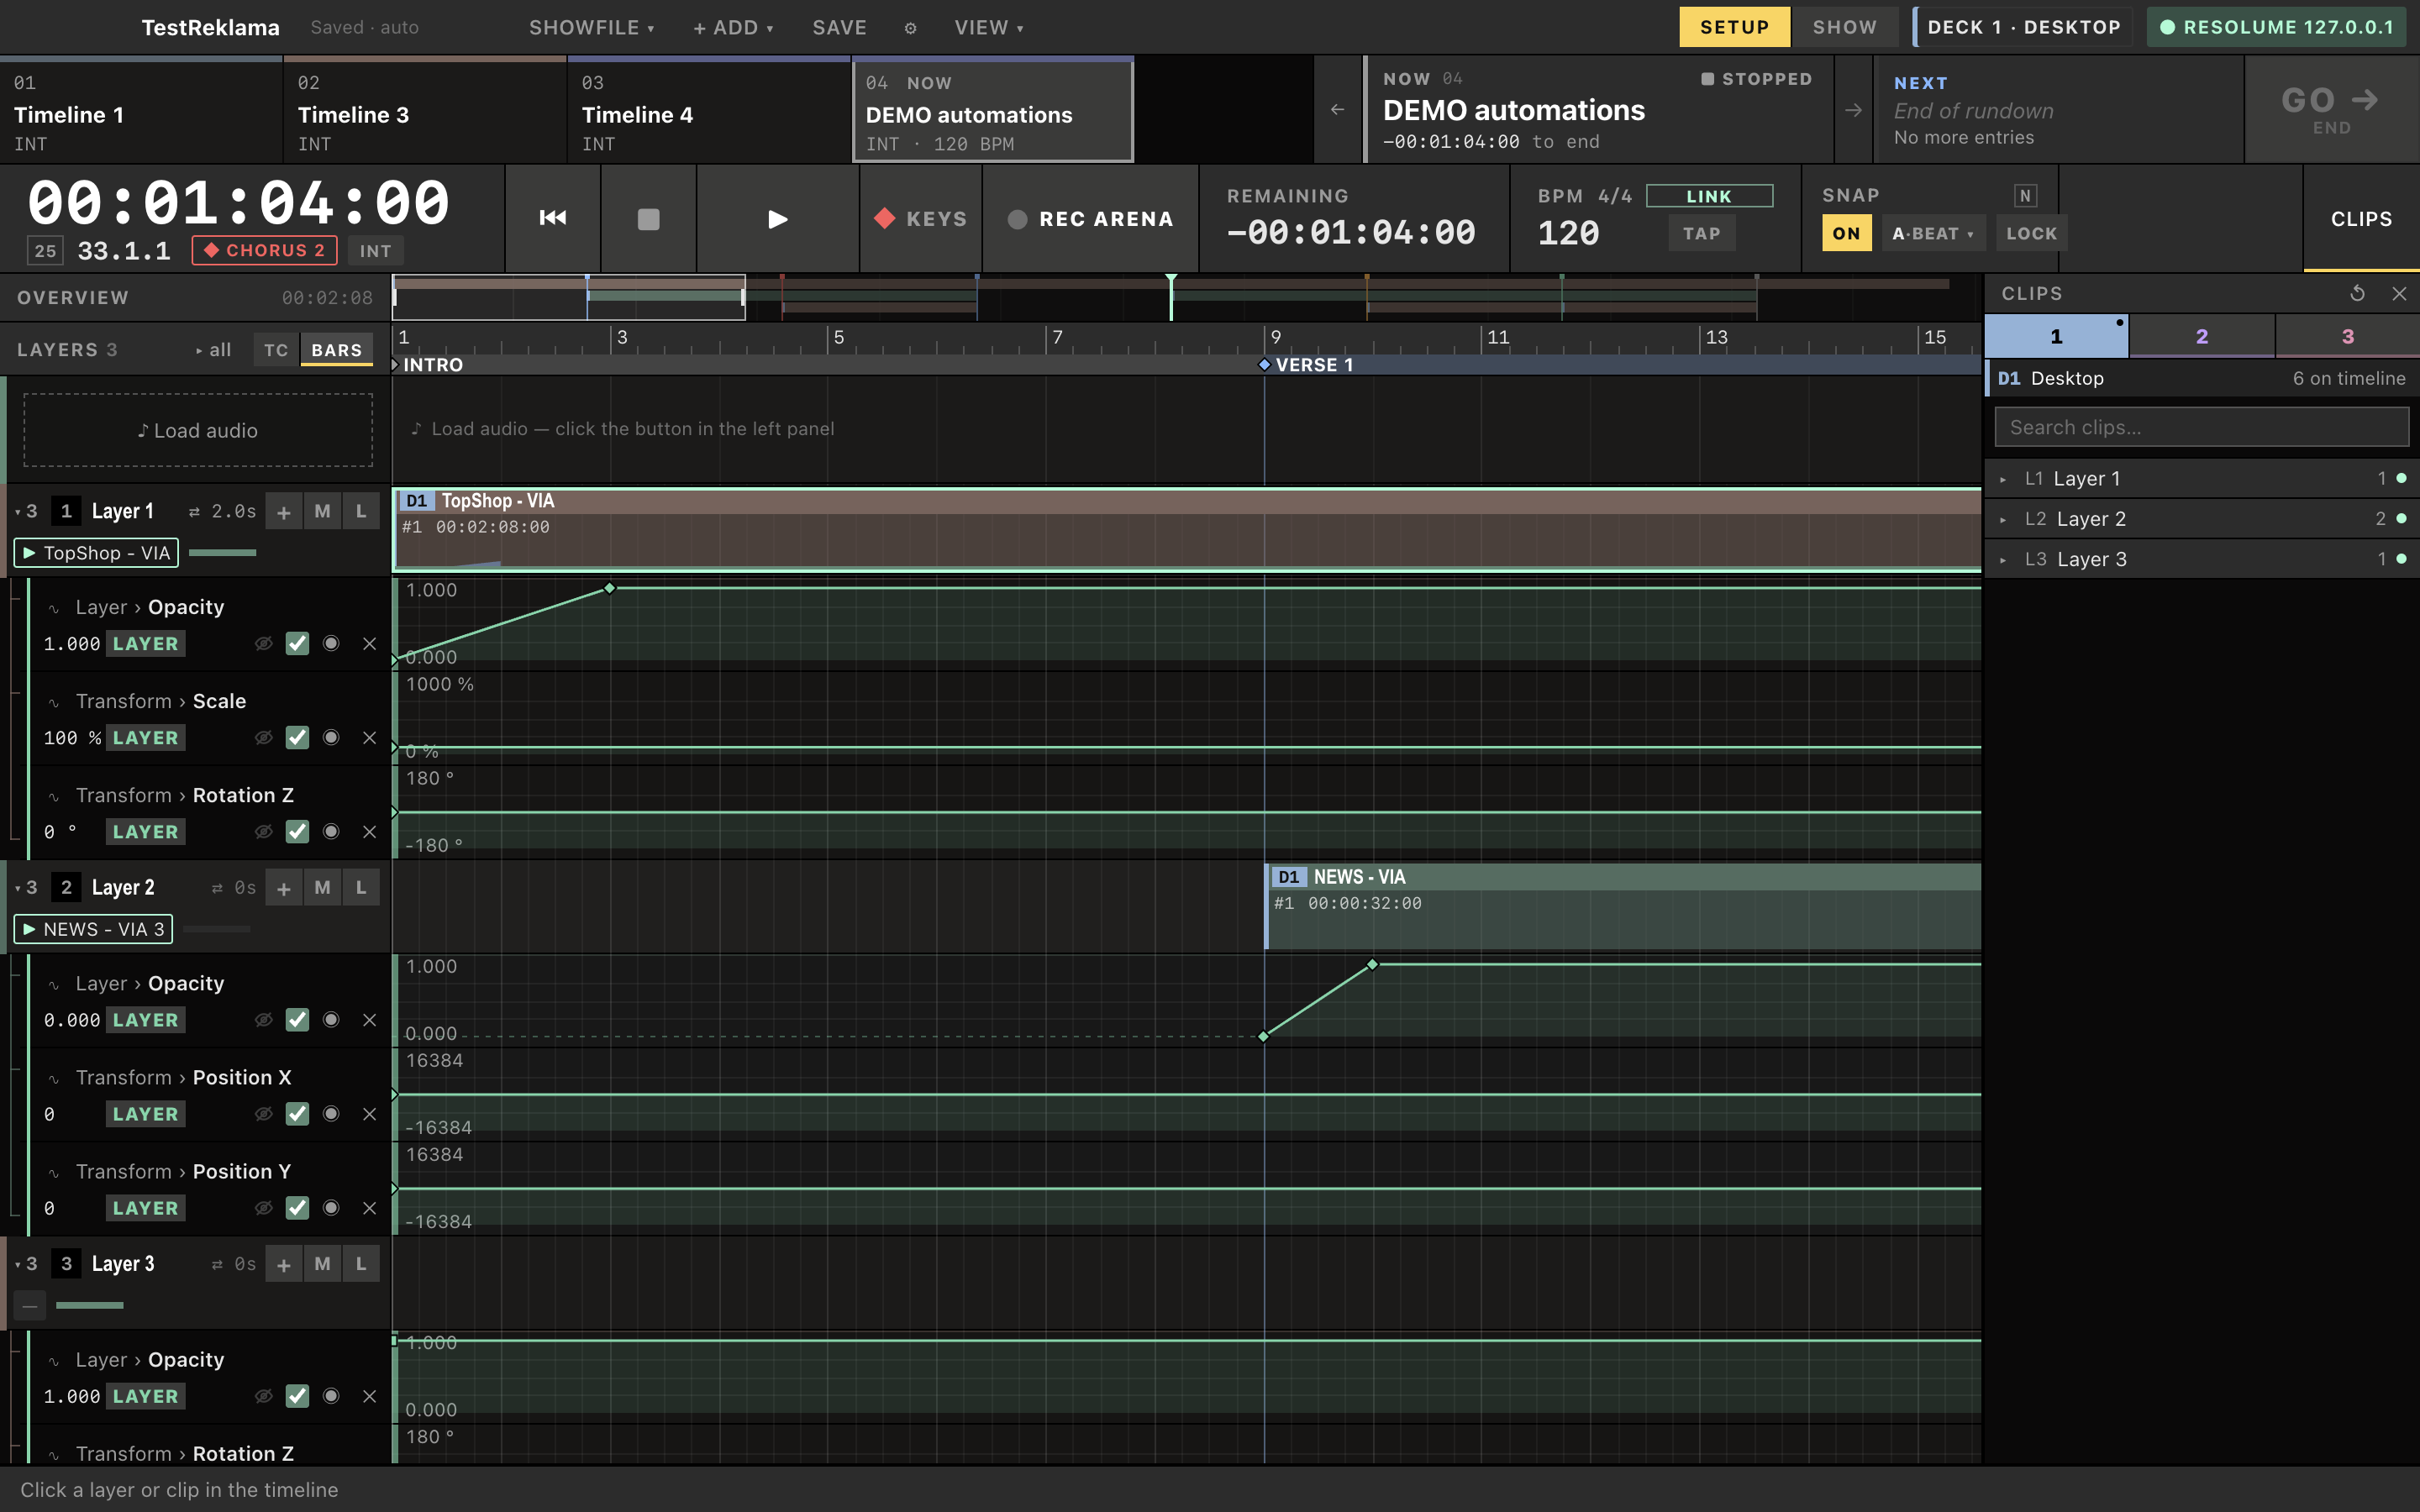 TestReklama Saved · auto SHOWFILE ▾ + ADD ▾ SAVE ⚙ VIEW ▾ SETUP SHOW DECK 1 · DESKTOP RESOLUME 127.0.0.1
01
Timeline 1
INT
02
Timeline 3
INT
03
Timeline 4
INT
04 NOW
DEMO automations
INT · 120 BPM
←
NOW 04 STOPPED
DEMO automations
−00:01:04:00 to end
→
NEXT
End of rundown
No more entries
GO →
END
00:01:04:00
25 33.1.1 CHORUS 2 INT
KEYS
REC ARENA
REMAINING
−00:01:04:00
BPM 4/4 LINK
120 TAP
SNAP N
ON A·BEAT ▾ LOCK
CLIPS
OVERVIEW 00:02:08
LAYERS 3 ▸ all TC BARS
1 3 5 7 9 11 13 15
INTRO VERSE 1
♪ Load audio
♪ Load audio — click the button in the left panel
▾ 3 1 Layer 1 ⇄ 2.0s + M L
▶ TopShop - VIA
D1 TopShop - VIA
#1 00:02:08:00
∿ Layer › Opacity
1.000 LAYER
1.000
0.000
∿ Transform › Scale
100 % LAYER
1000 %
0 %
∿ Transform › Rotation Z
0 ° LAYER
180 °
-180 °
▾ 3 2 Layer 2 ⇄ 0s + M L
▶ NEWS - VIA 3
D1 NEWS - VIA
#1 00:00:32:00
∿ Layer › Opacity
0.000 LAYER
1.000
0.000
∿ Transform › Position X
0 LAYER
16384
-16384
∿ Transform › Position Y
0 LAYER
16384
-16384
▾ 3 3 Layer 3 ⇄ 0s + M L
—
∿ Layer › Opacity
1.000 LAYER
1.000
0.000
∿ Transform › Rotation Z
180 °
CLIPS
1 2 3
D1 Desktop 6 on timeline
Search clips...
▸ L1 Layer 1 1
▸ L2 Layer 2 2
▸ L3 Layer 3 1
Click a layer or clip in the timeline